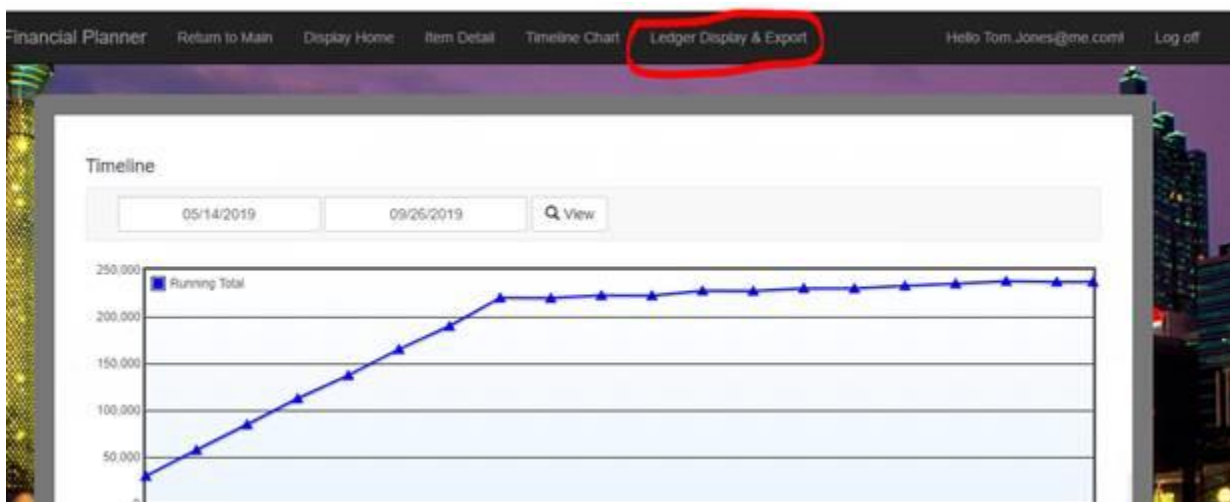 Financial Planner Return to Main Display Home Item Detail Timeline Chart Ledger Display & Export Hello Tom.Jones@me.com! Log off
Timeline
05/14/2019 09/26/2019 View
250,000
Running Total
200,000
150,000
100,000
50,000